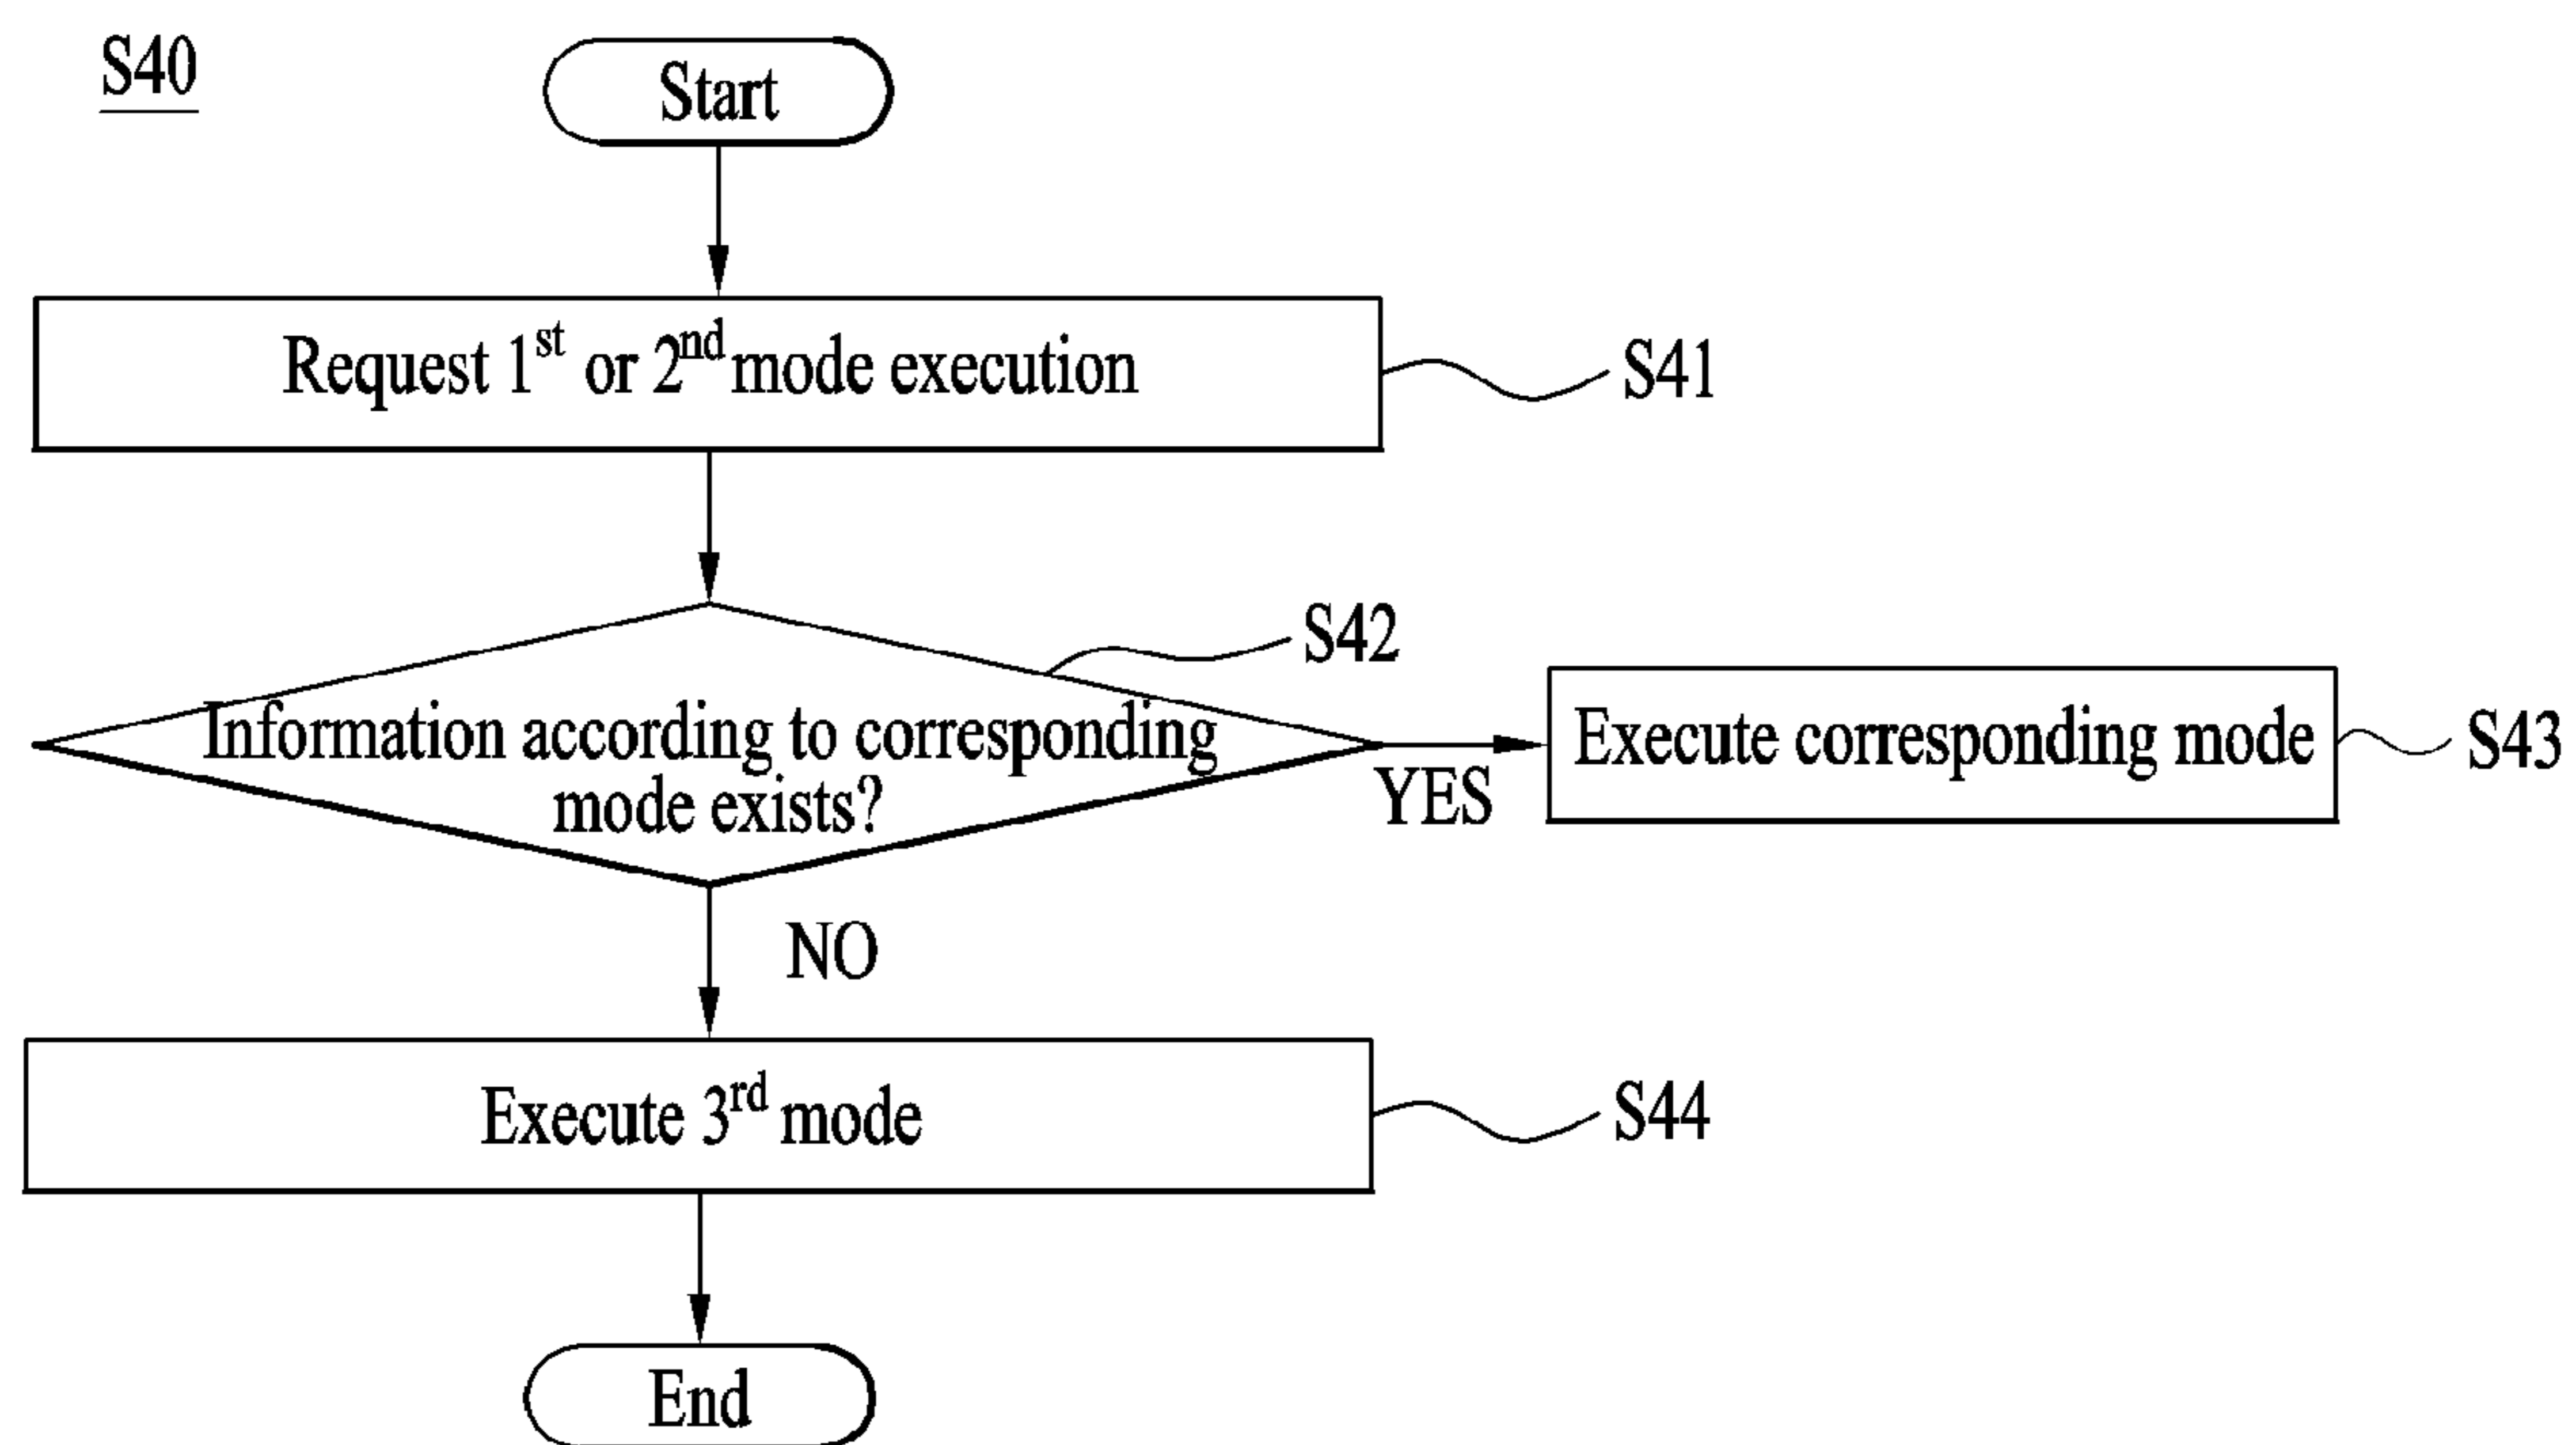 S40
Start
Request 1st or 2nd mode execution
S41
S42
Information according to corresponding
mode exists?
YES
Execute corresponding mode
S43
NO
Execute 3rd mode
S44
End